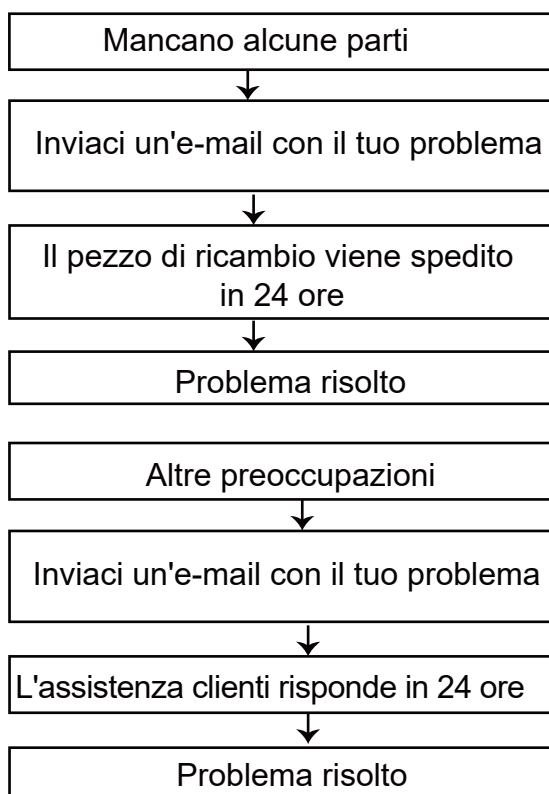 Mancano alcune parti
Inviaci un'e-mail con il tuo problema
Il pezzo di ricambio viene spedito
in 24 ore
Problema risolto
Altre preoccupazioni
Inviaci un'e-mail con il tuo problema
L'assistenza clienti risponde in 24 ore
Problema risolto